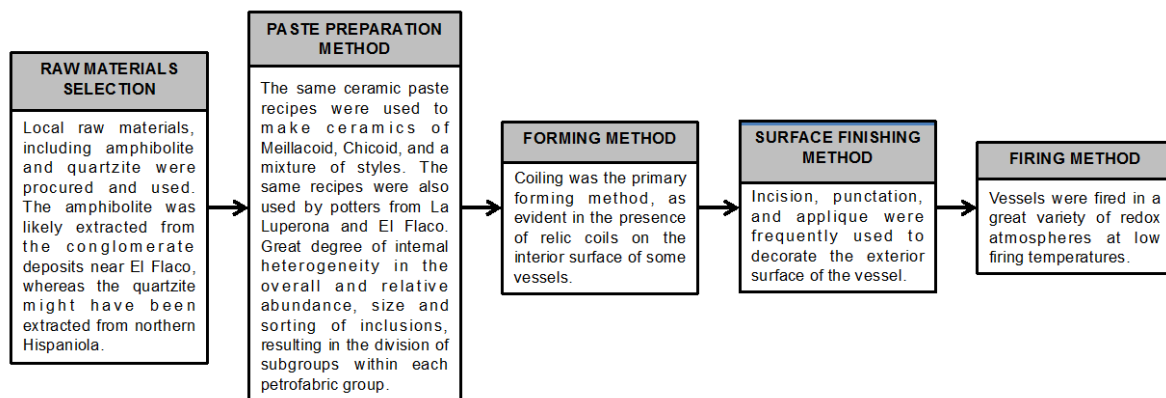 RAW MATERIALS
SELECTION
Local raw materials,
including amphibolite
and quartzite were
procured and used.
The amphibolite was
likely extracted from
the conglomerate
deposits near El Flaco,
whereas the quartzite
might have been
extracted from northern
Hispaniola.
PASTE PREPARATION
METHOD
The same ceramic paste
recipes were used to
make ceramics of
Meillacoid, Chicoid, and a
mixture of styles. The
same recipes were also
used by potters from La
Luperona and El Flaco.
Great degree of internal
heterogeneity in the
overall and relative
abundance, size and
sorting of inclusions,
resulting in the division of
subgroups within each
petrofabric group.
FORMING METHOD
Coiling was the primary
forming method, as
evident in the presence
of relic coils on the
interior surface of some
vessels.
SURFACE FINISHING
METHOD
Incision, punctation,
and applique were
frequently used to
decorate the exterior
surface of the vessel.
FIRING METHOD
Vessels were fired in a
great variety of redox
atmospheres at low
firing temperatures.